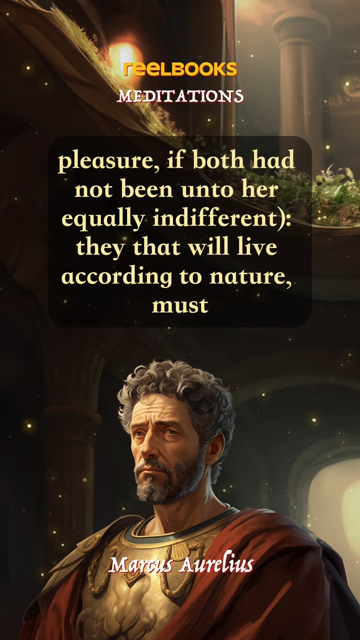 reelbooks
MEDITATIONS
pleasure, if both had
not been unto her
equally indifferent):
they that will live
according to nature,
must
Marcus Aurelius